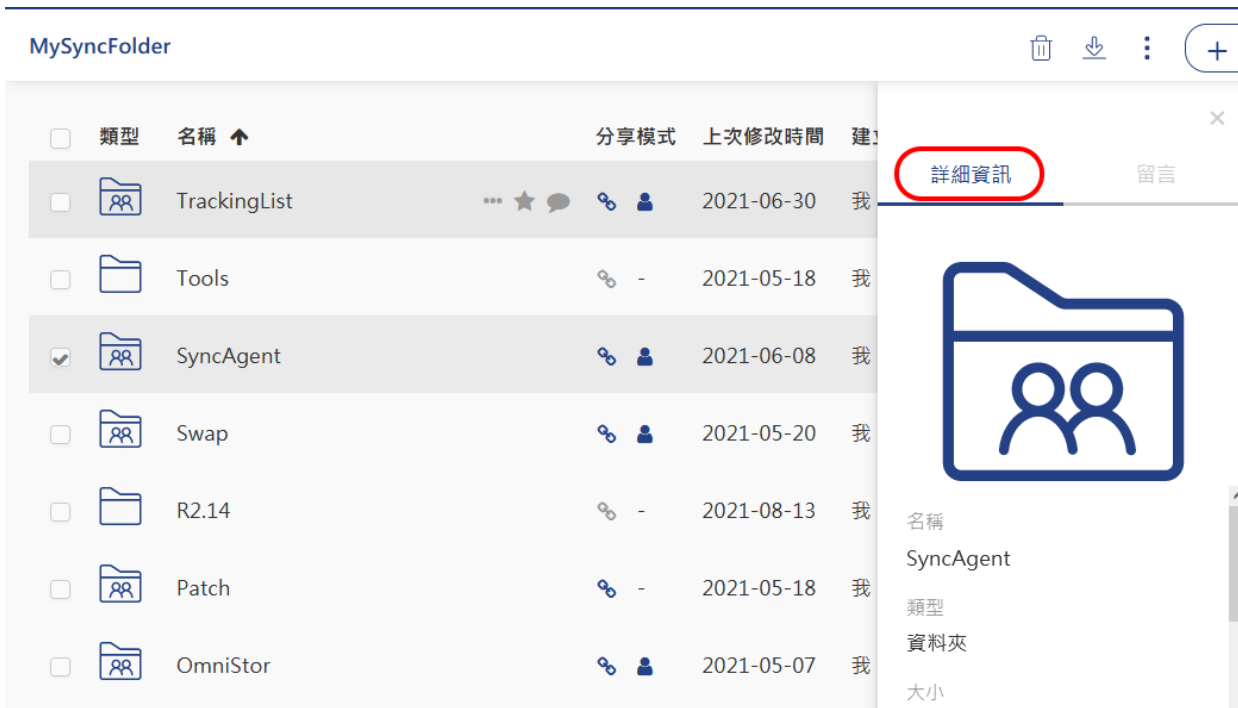 MySyncFolder
類型 名稱 分享模式 上次修改時間 建
TrackingList 2021-06-30 我
Tools - 2021-05-18 我
SyncAgent 2021-06-08 我
Swap 2021-05-20 我
R2.14 - 2021-08-13 我
Patch - 2021-05-18 我
OmniStor 2021-05-07 我
詳細資訊 留言
名稱
SyncAgent
類型
資料夾
大小